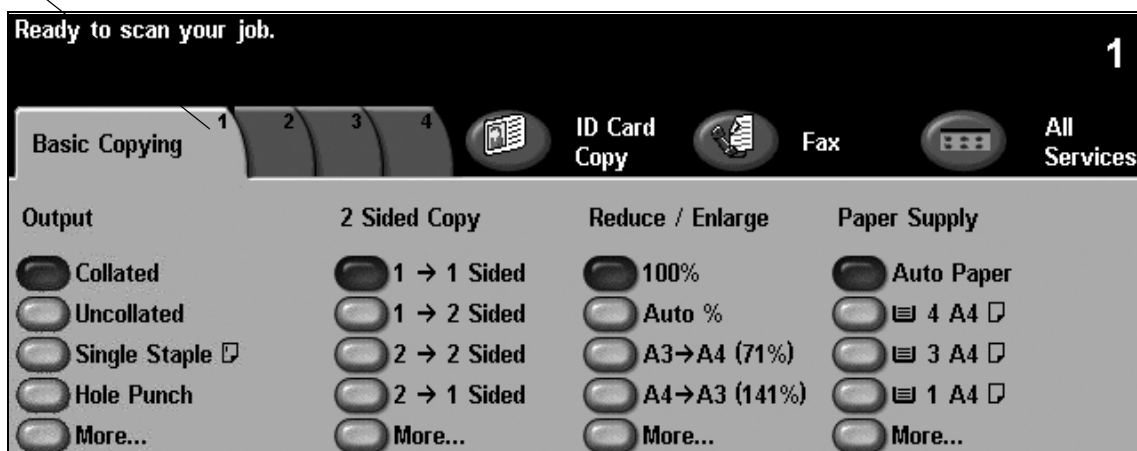 Ready to scan your job.
1
Basic Copying 1 2 3 4 ID Card Copy Fax All Services
Output 2 Sided Copy Reduce / Enlarge Paper Supply
Collated 1 → 1 Sided 100% Auto Paper
Uncollated 1 → 2 Sided Auto % 4 A4
Single Staple 2 → 2 Sided A3→A4 (71%) 3 A4
Hole Punch 2 → 1 Sided A4→A3 (141%) 1 A4
More... More... More... More...